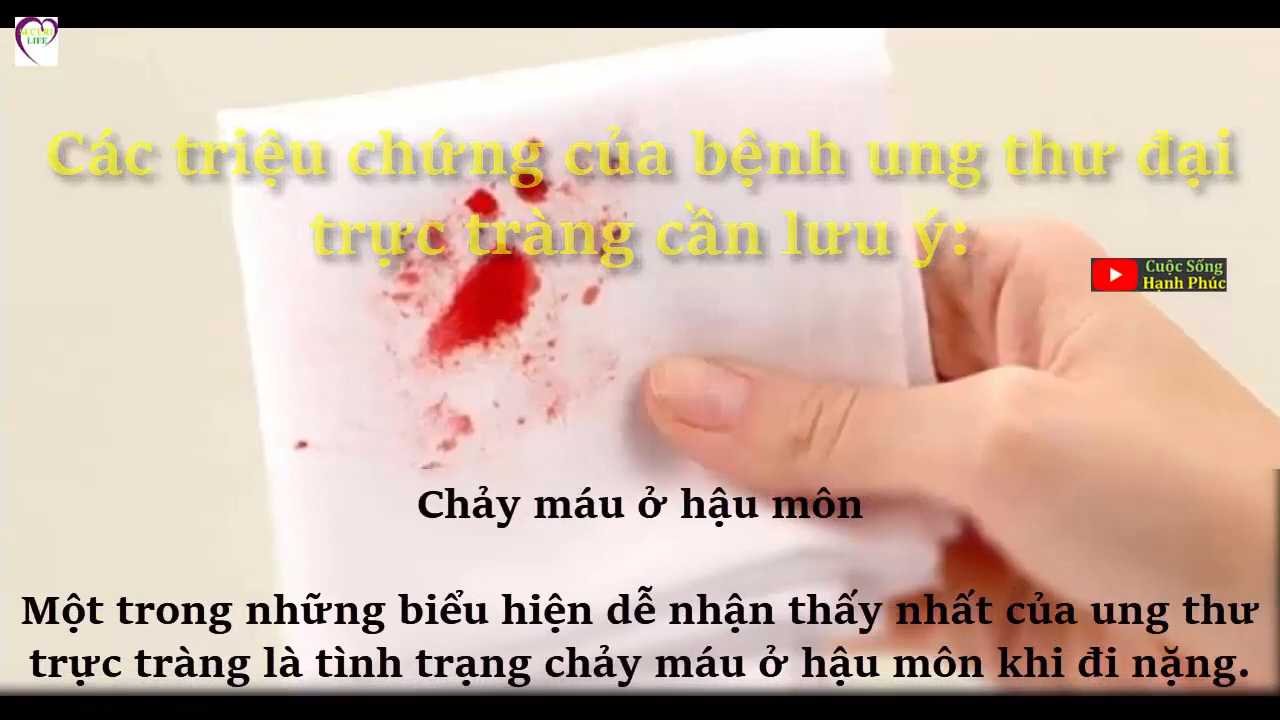 SECURE
LIFE
Các triệu chứng của bệnh ung thư đại
trực tràng cần lưu ý:
Cuộc Sống
Hạnh Phúc
Chảy máu ở hậu môn
Một trong những biểu hiện dễ nhận thấy nhất của ung thư
trực tràng là tình trạng chảy máu ở hậu môn khi đi nặng.